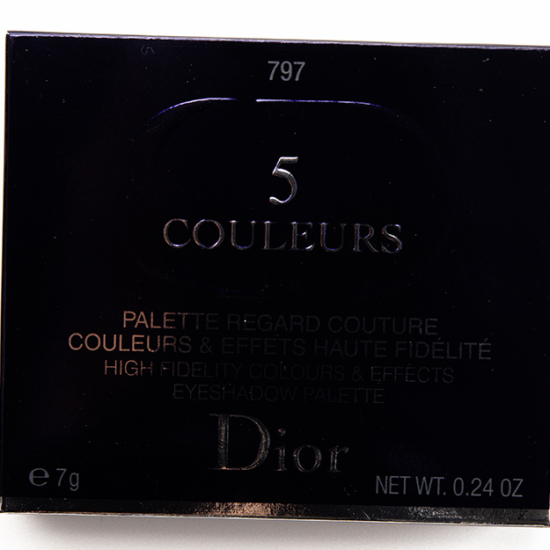 797
5
COULEURS
PALETTE REGARD COUTURE
COULEURS & EFFETS HAUTE FIDÉLITÉ
HIGH FIDELITY COLOURS & EFFECTS
EYESHADOW PALETTE
Dior
℮ 7g
NET WT. 0.24 OZ